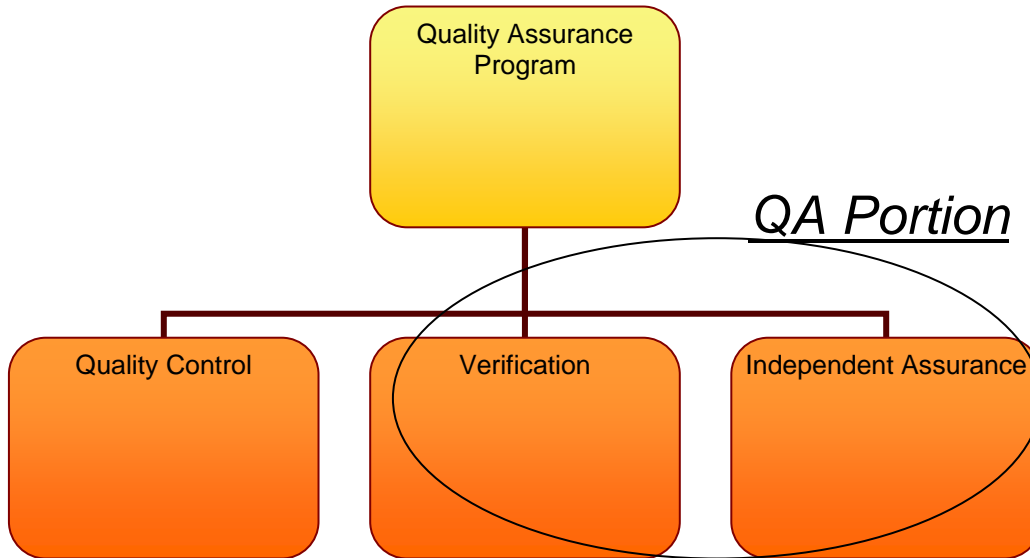 Quality Assurance
Program
QA Portion
Quality Control
Verification
Independent Assurance